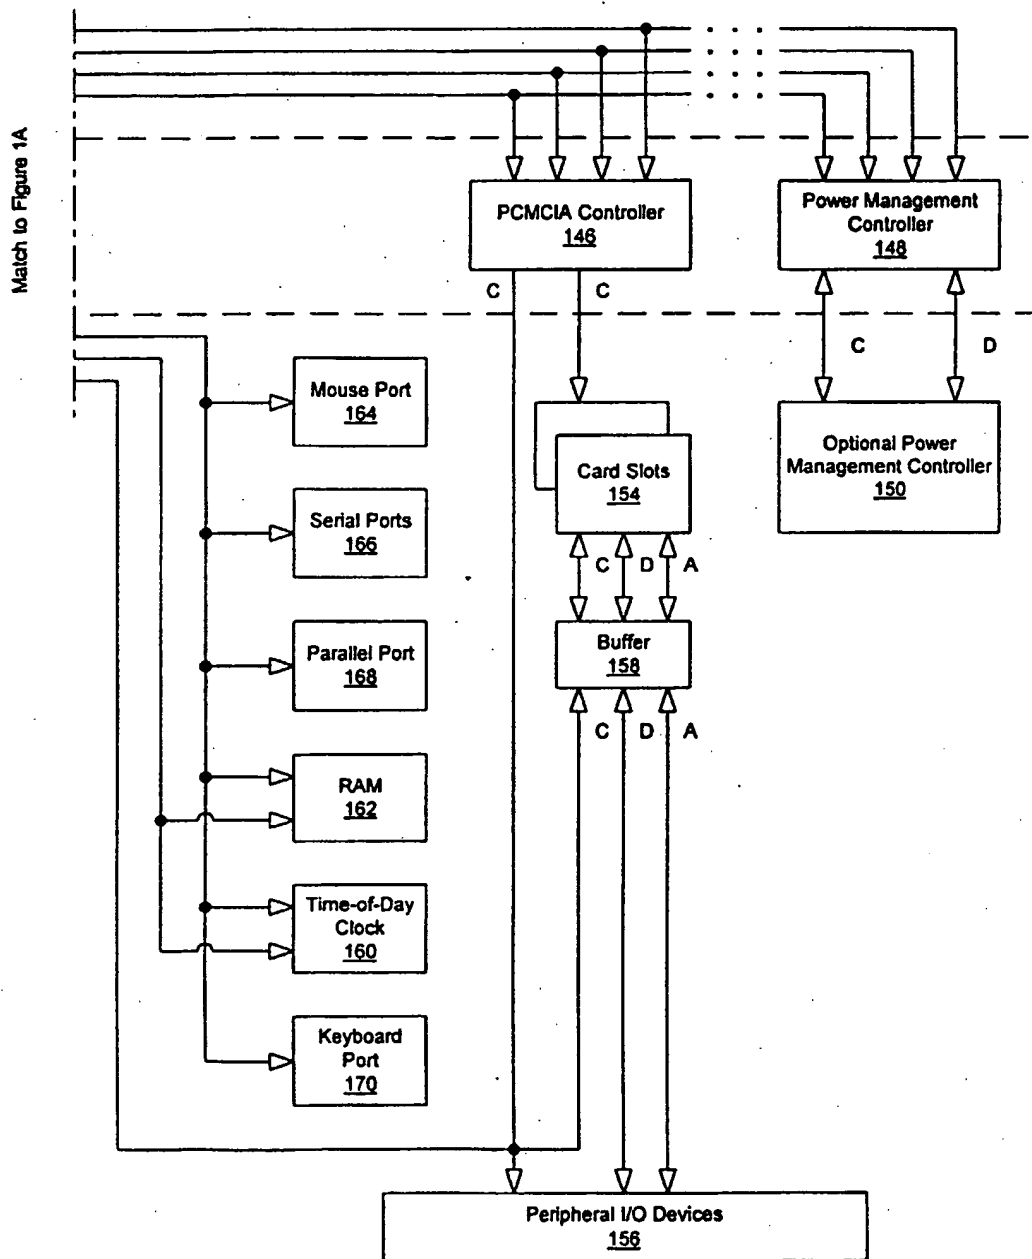 Match to Figure 1A
PCMCIA Controller
146
Power Management
Controller
148
C
C
C
D
Mouse Port
164
Optional Power
Management Controller
150
Card Slots
154
Serial Ports
166
C
D
A
Parallel Port
168
Buffer
158
C
D
A
RAM
162
Time-of-Day
Clock
160
Keyboard
Port
170
Peripheral I/O Devices
156